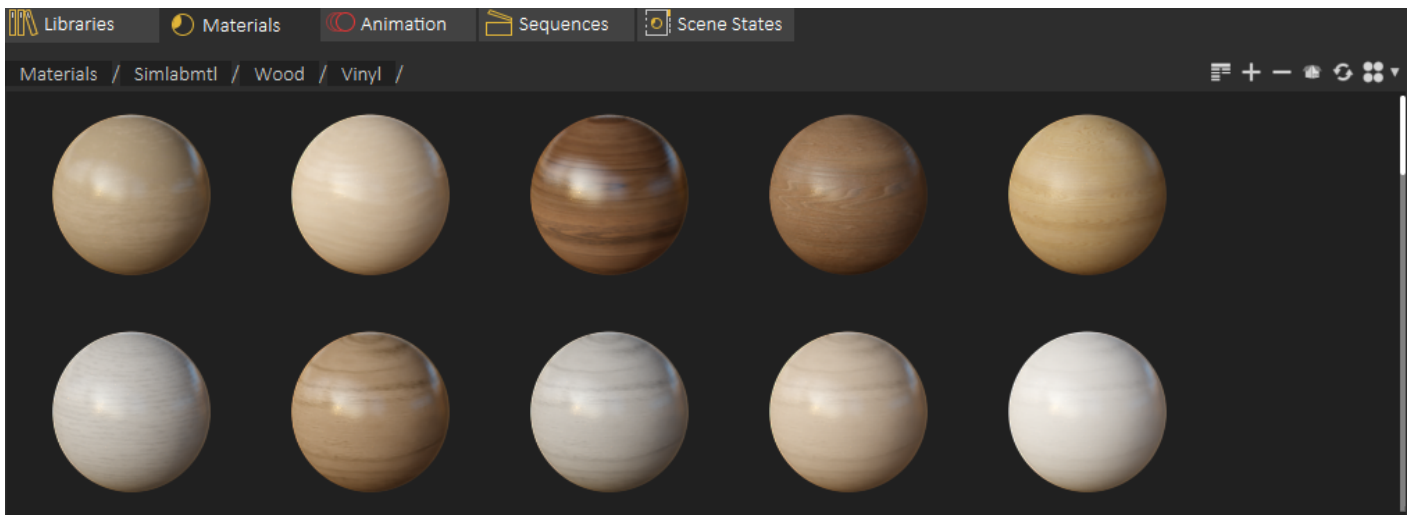 Libraries Materials Animation Sequences Scene States
Materials / Simlabmtl / Wood / Vinyl /